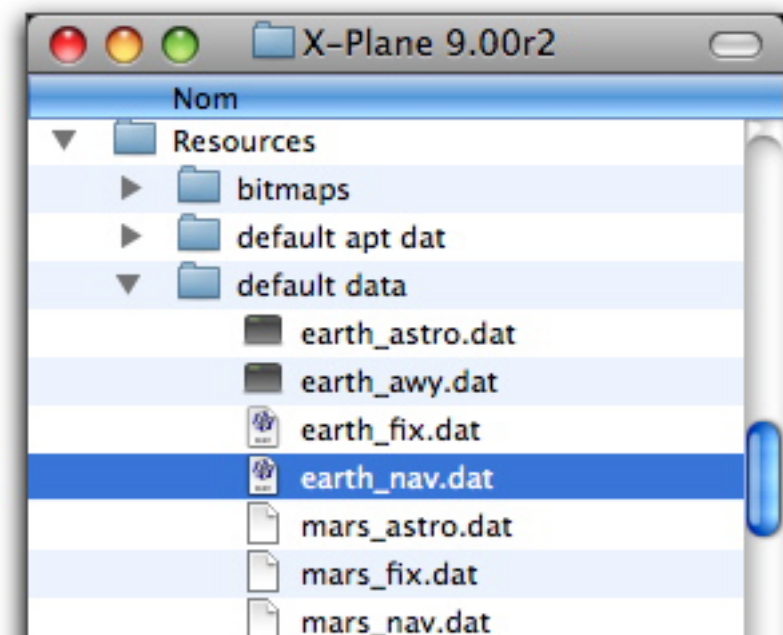 X-Plane 9.00r2
Nom
Resources
bitmaps
default apt dat
default data
earth_astro.dat
earth_awy.dat
earth_fix.dat
earth_nav.dat
mars_astro.dat
mars_fix.dat
mars_nav.dat